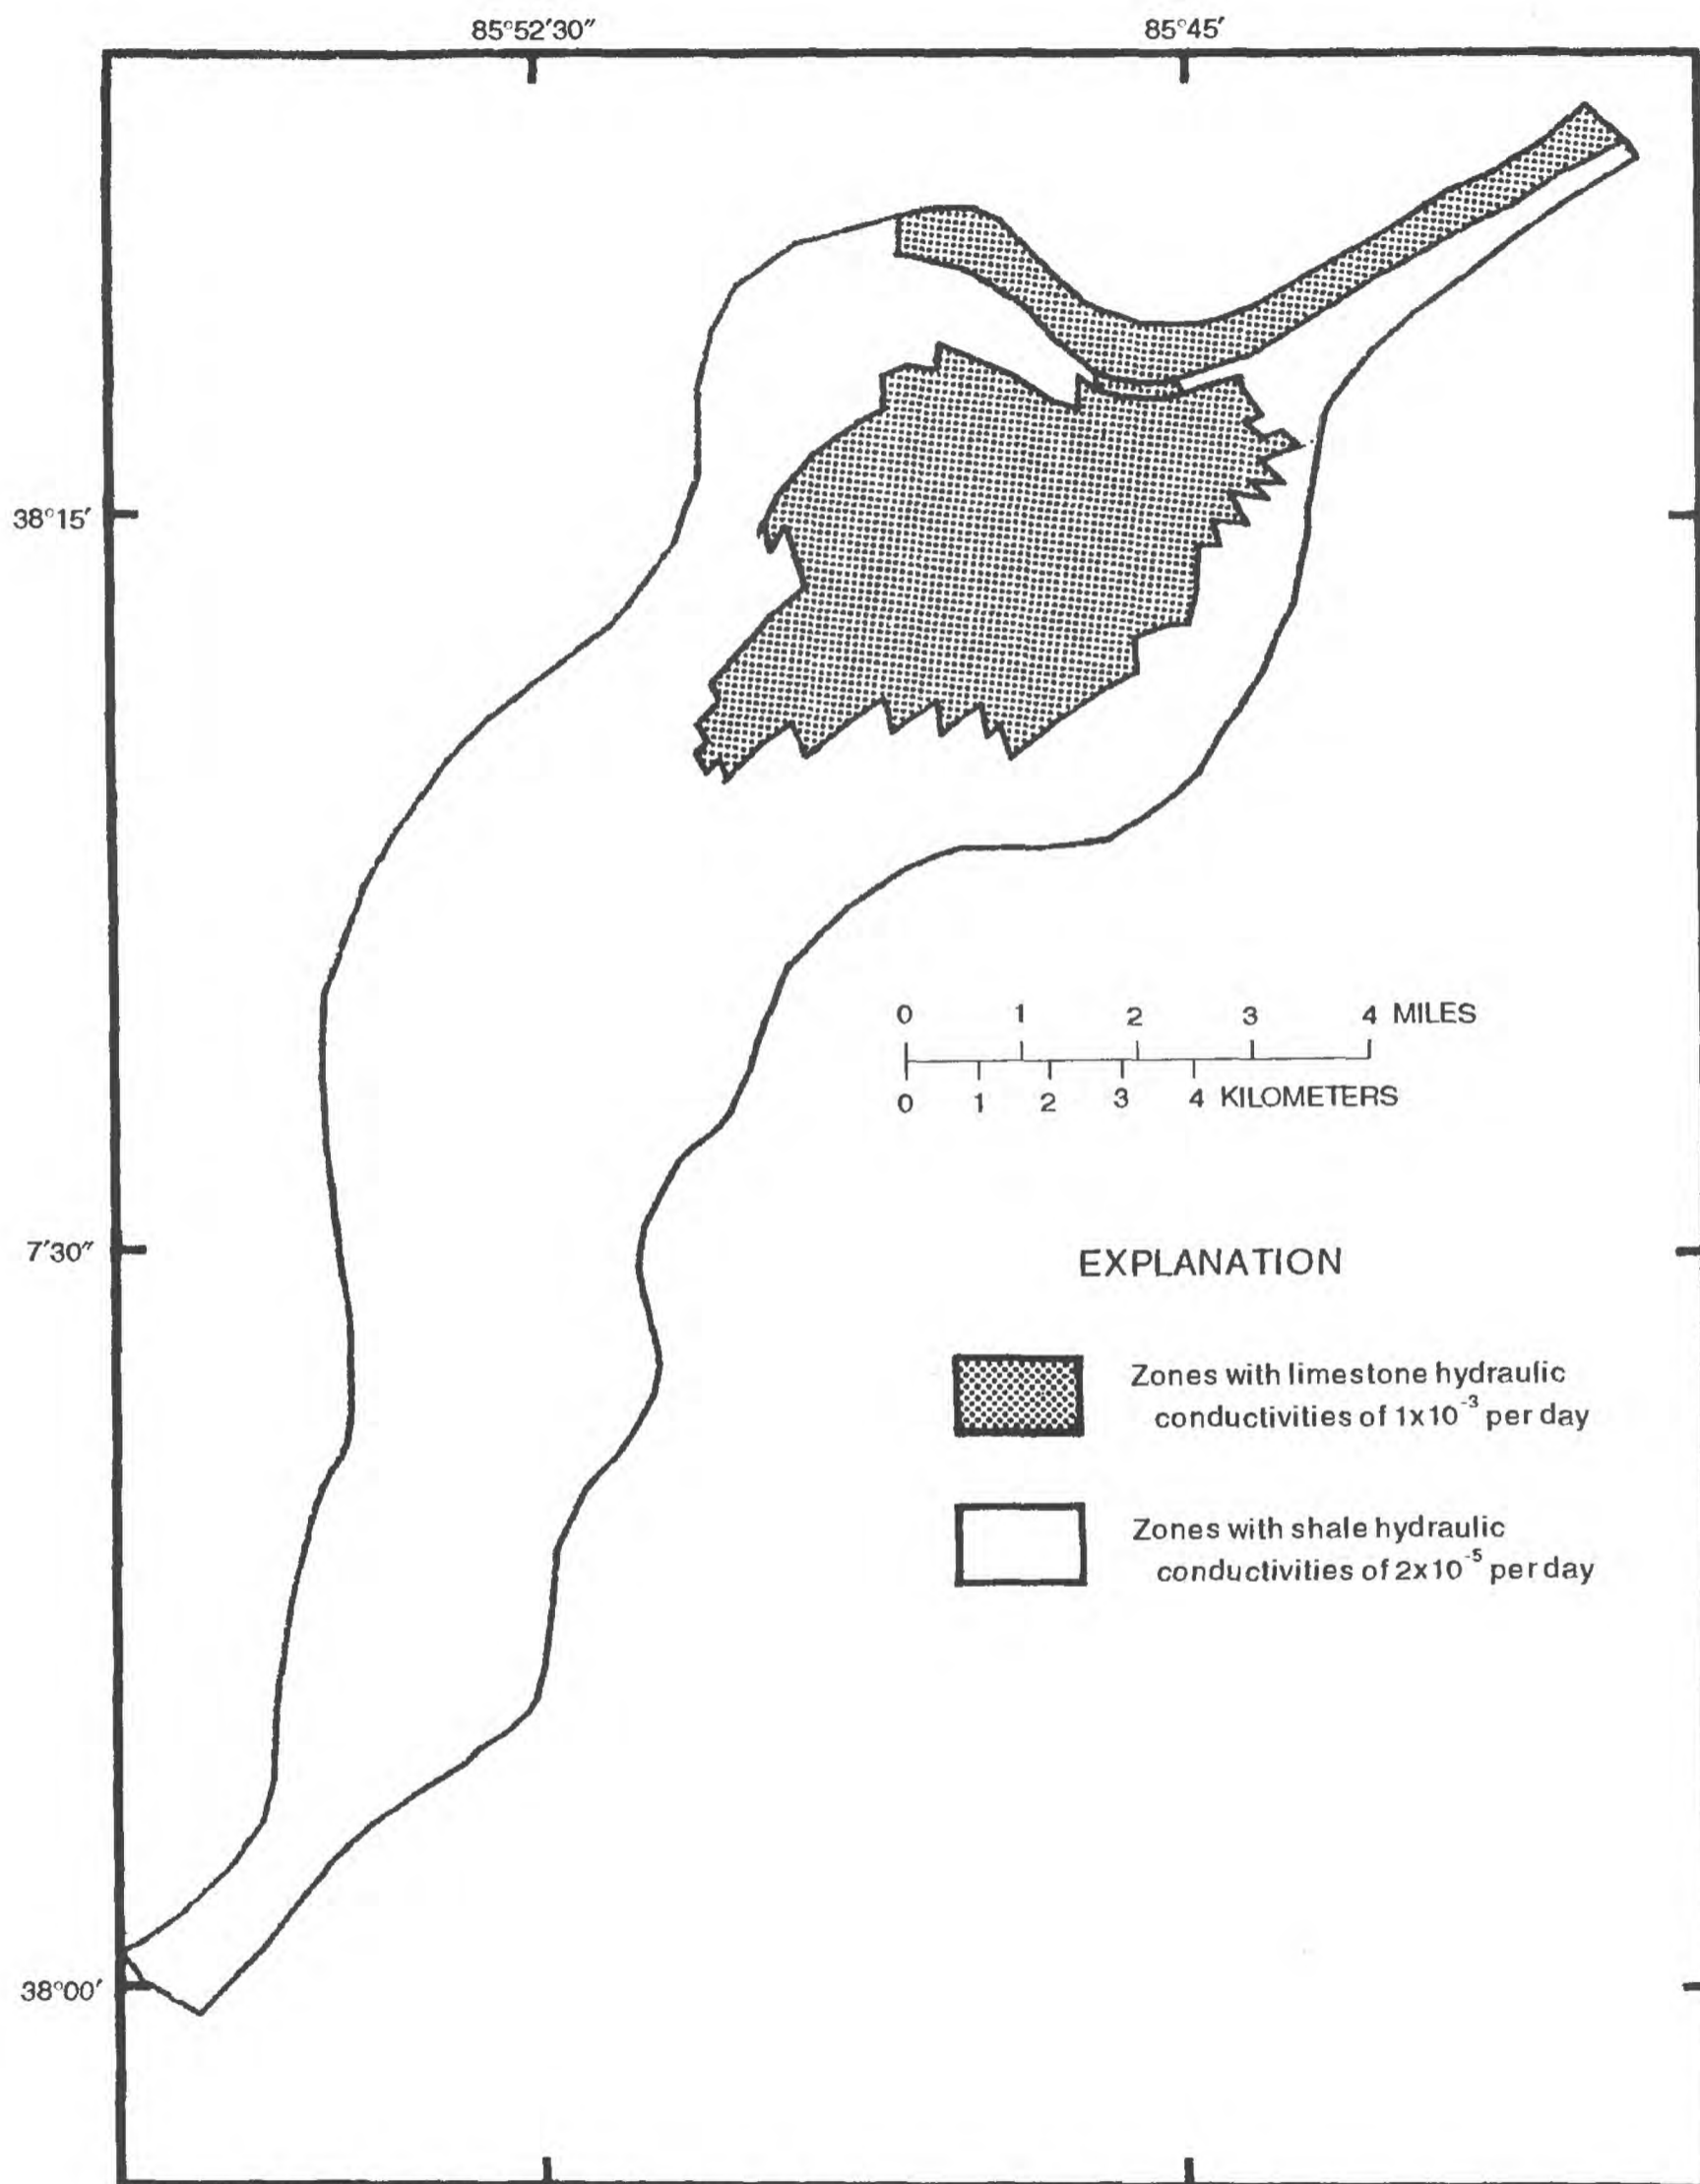 85°52′30″ 85°45′
38°15′
0 1 2 3 4 MILES
0 1 2 3 4 KILOMETERS
7′30″
EXPLANATION
Zones with limestone hydraulic
conductivities of 1x10⁻³ per day
Zones with shale hydraulic
conductivities of 2x10⁻⁵ per day
38°00′